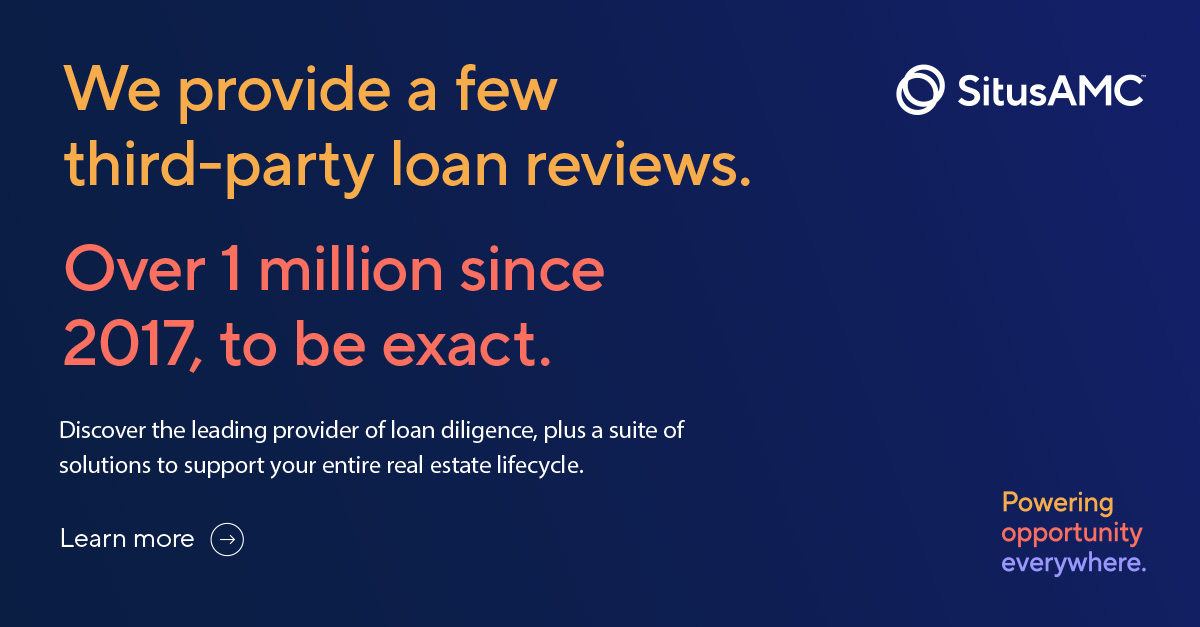 We provide a few
third-party loan reviews.
SitusAMC™
Over 1 million since
2017, to be exact.
Discover the leading provider of loan diligence, plus a suite of
solutions to support your entire real estate lifecycle.
Learn more
Powering
opportunity
everywhere.